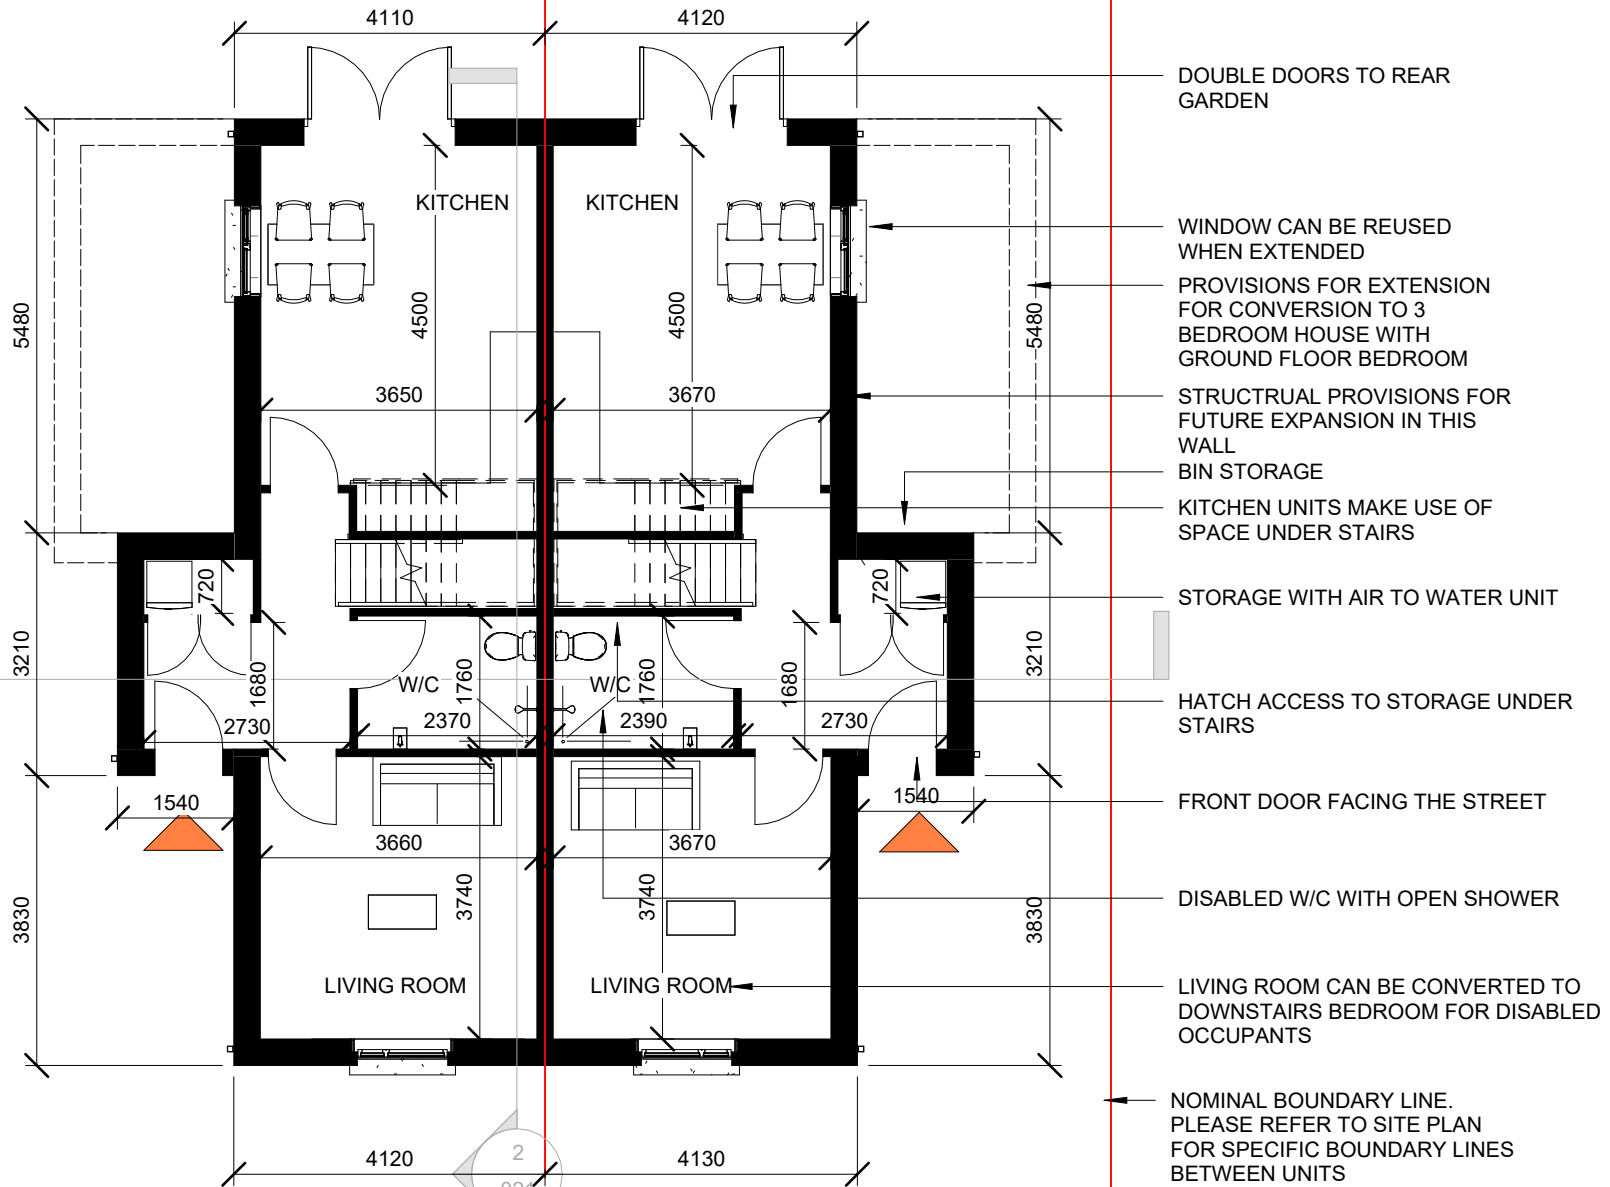 4110
4120
DOUBLE DOORS TO REAR
GARDEN
KITCHEN
KITCHEN
WINDOW CAN BE REUSED
WHEN EXTENDED
PROVISIONS FOR EXTENSION
FOR CONVERSION TO 3
BEDROOM HOUSE WITH
GROUND FLOOR BEDROOM
5480
4500
4500
5480
3650
3670
STRUCTRUAL PROVISIONS FOR
FUTURE EXPANSION IN THIS
WALL
BIN STORAGE
KITCHEN UNITS MAKE USE OF
SPACE UNDER STAIRS
720
720
STORAGE WITH AIR TO WATER UNIT
3210
1680
W/C
1760
W/C
1760
1680
3210
HATCH ACCESS TO STORAGE UNDER
STAIRS
2730
2370
2390
2730
1540
1540
FRONT DOOR FACING THE STREET
3660
3670
3830
3740
3740
3830
DISABLED W/C WITH OPEN SHOWER
LIVING ROOM
LIVING ROOM
LIVING ROOM CAN BE CONVERTED TO
DOWNSTAIRS BEDROOM FOR DISABLED
OCCUPANTS
NOMINAL BOUNDARY LINE.
PLEASE REFER TO SITE PLAN
FOR SPECIFIC BOUNDARY LINES
BETWEEN UNITS
4120
2
4130